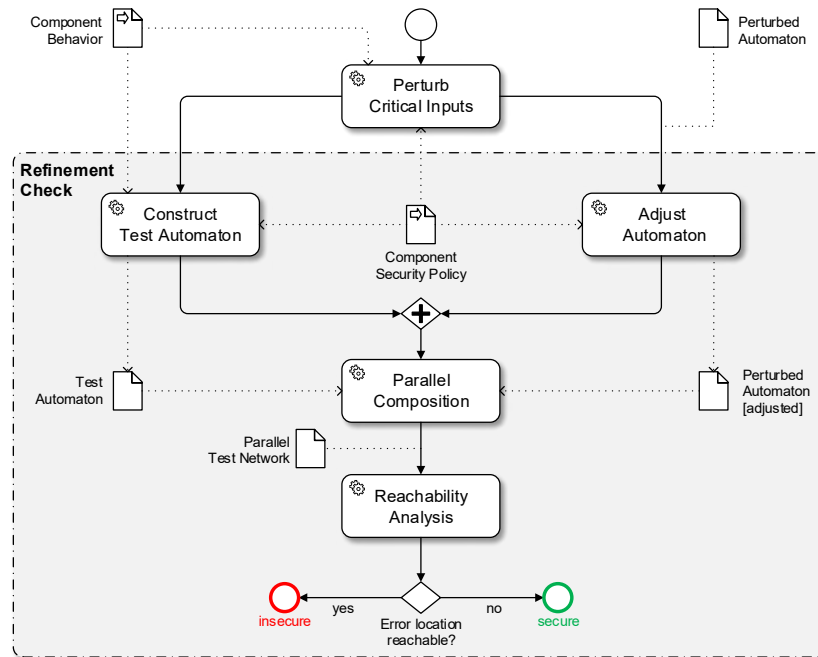 Component
Behavior
Perturbed
Automaton
Perturb
Critical Inputs
Refinement
Check
Construct
Test Automaton
Adjust
Automaton
Component
Security Policy
Test
Automaton
Parallel
Composition
Perturbed
Automaton
[adjusted]
Parallel
Test Network
Reachability
Analysis
yes
no
insecure
Error location
reachable?
secure